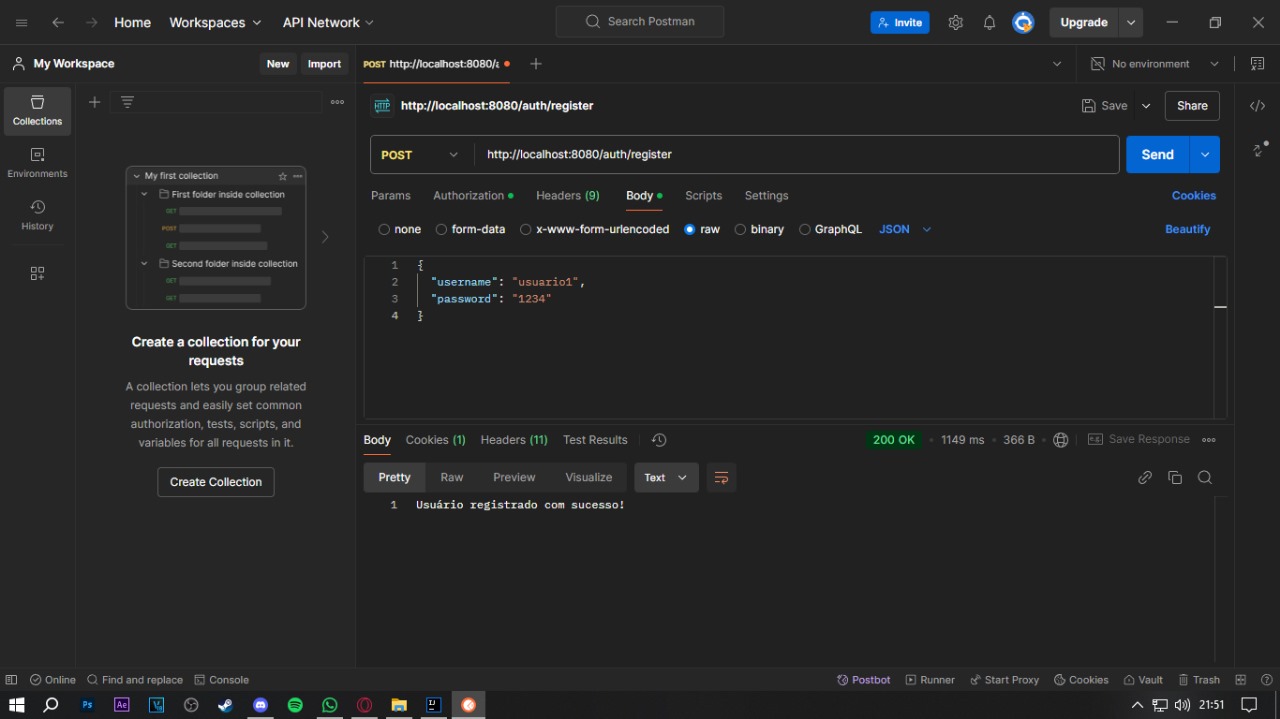 Home Workspaces API Network Search Postman Invite Upgrade
My Workspace New Import POST http://localhost:8080/a No environment
Collections
Environments
History
My first collection
First folder inside collection
GET
POST
GET
Second folder inside collection
GET
GET
Create a collection for your
requests
A collection lets you group related
requests and easily set common
authorization, tests, scripts, and
variables for all requests in it.
Create Collection
HTTP http://localhost:8080/auth/register Save Share
POST http://localhost:8080/auth/register Send
Params Authorization Headers (9) Body Scripts Settings Cookies
none form-data x-www-form-urlencoded raw binary GraphQL JSON Beautify
1 {
2 "username": "usuario1",
3 "password": "1234"
4 }
Body Cookies (1) Headers (11) Test Results 200 OK 1149 ms 366 B Save Response
Pretty Raw Preview Visualize Text
1 Usuário registrado com sucesso!
Online Find and replace Console Postbot Runner Start Proxy Cookies Vault Trash
Ps Ae IJ 21:51